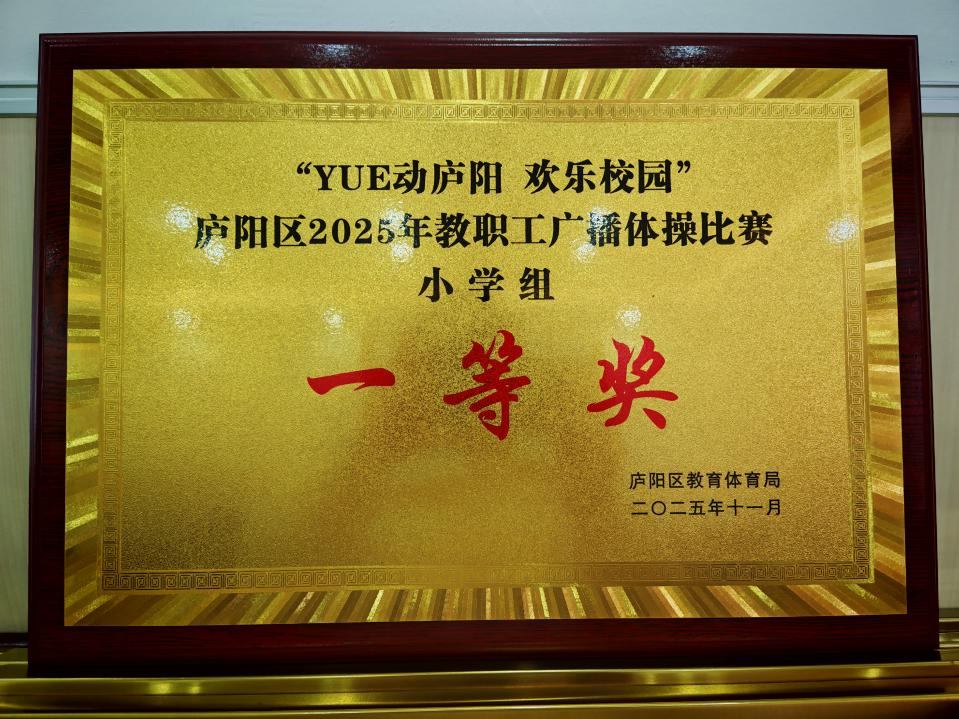 “YUE动庐阳 欢乐校园”
庐阳区2025年教职工广播体操比赛
小学组
一等奖
庐阳区教育体育局
二〇二五年十一月